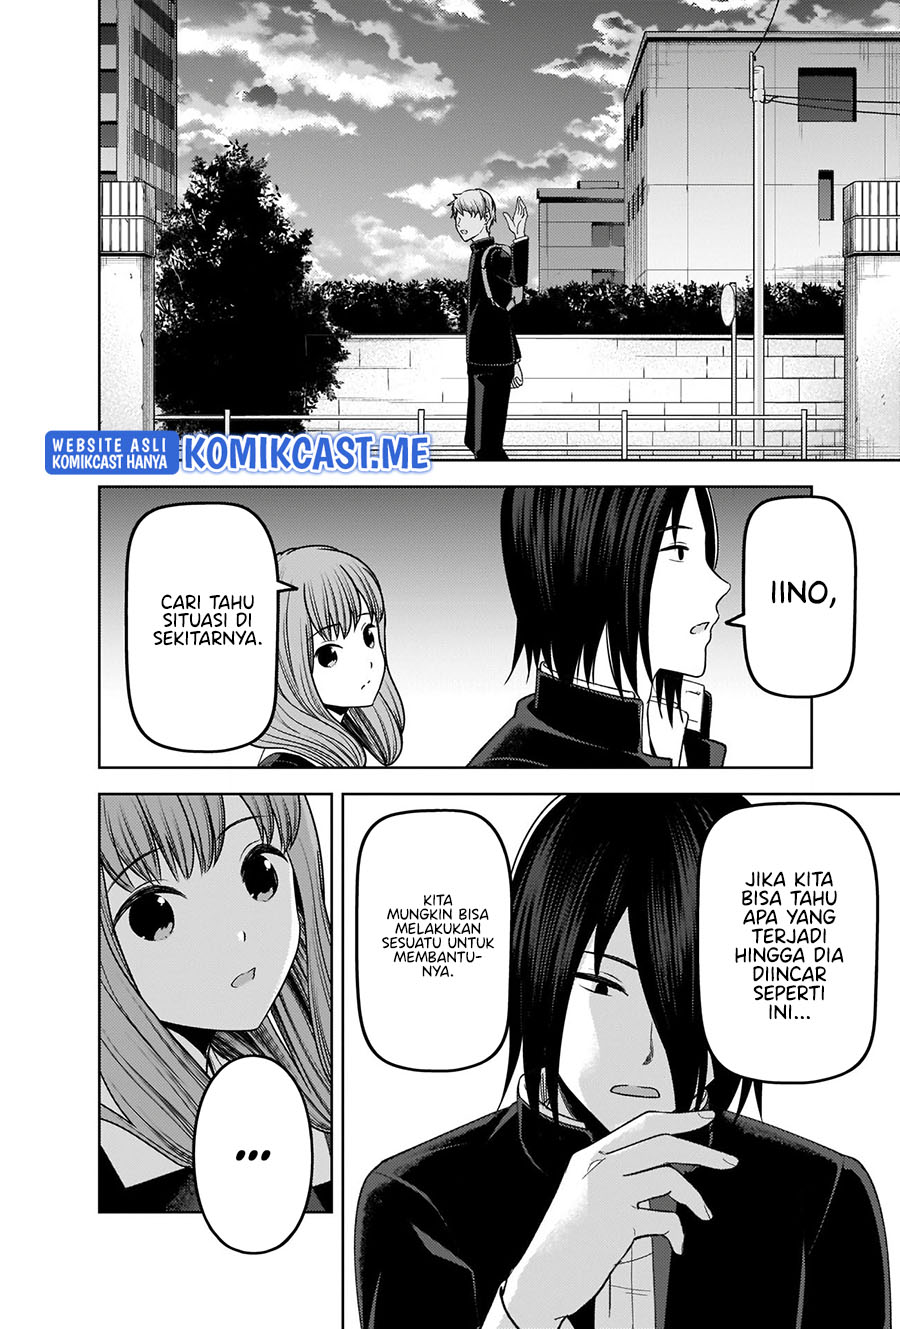 WEBSITE ASLI
KOMIKCAST HANYA
KOMIKCAST.ME
IINO,
CARI TAHU
SITUASI DI
SEKITARNYA.
JIKA KITA
BISA TAHU
APA YANG
TERJADI
HINGGA DIA
DIINCAR
SEPERTI
INI...
KITA
MUNGKIN BISA
MELAKUKAN
SESUATU UNTUK
MEMBANTU-
NYA.
...